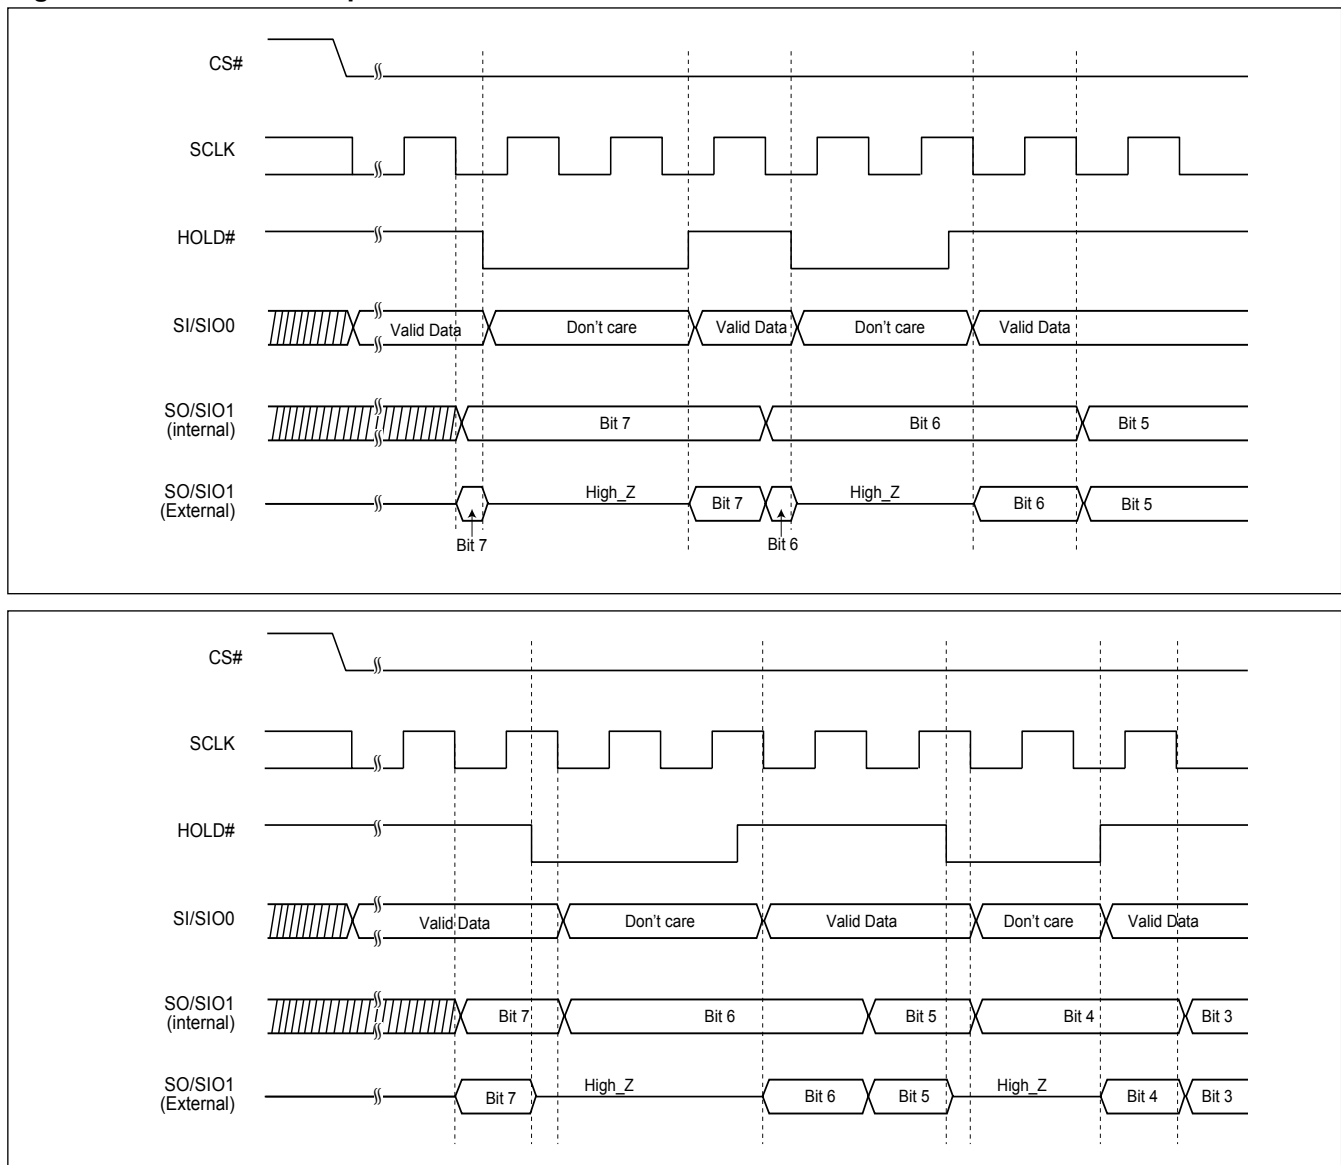 CS#
SCLK
HOLD#
SI/SIO0 Valid Data Don't care Valid Data Don't care Valid Data
SO/SIO1
(internal) Bit 7 Bit 6 Bit 5
SO/SIO1
(External) High_Z Bit 7 High_Z Bit 6 Bit 5
Bit 7 Bit 6
CS#
SCLK
HOLD#
SI/SIO0 Valid Data Don't care Valid Data Don't care Valid Data
SO/SIO1
(internal) Bit 7 Bit 6 Bit 5 Bit 4 Bit 3
SO/SIO1
(External) Bit 7 High_Z Bit 6 Bit 5 High_Z Bit 4 Bit 3